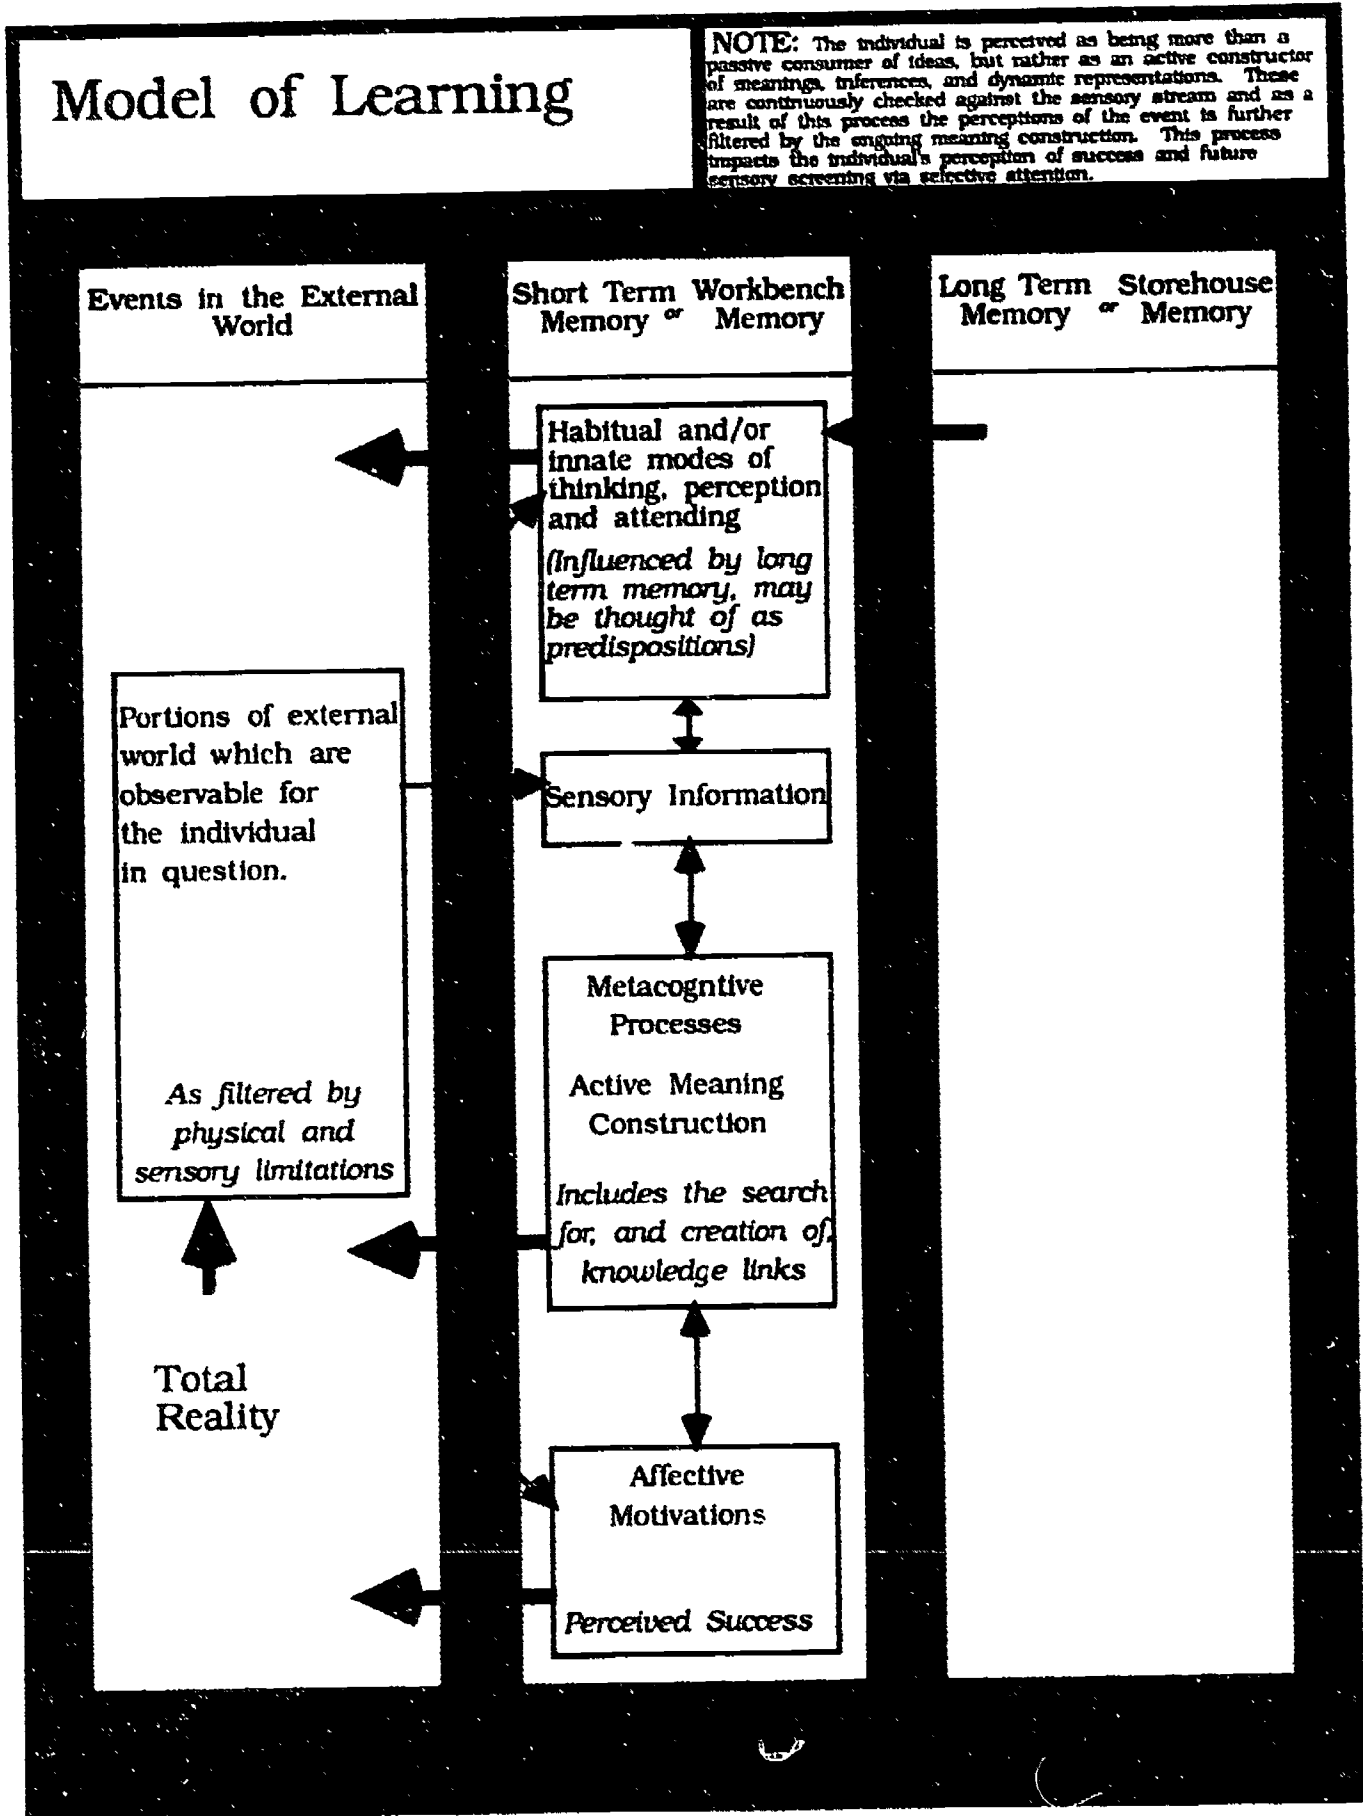 Model of Learning
NOTE: The individual is perceived as being more than a
passive consumer of ideas, but rather as an active constructor
of meanings, inferences, and dynamic representations. These
are continuously checked against the sensory stream and as a
result of this process the perceptions of the event is further
filtered by the ongoing meaning construction. This process
impacts the individual's perception of success and future
sensory screening via selective attention.
Events in the External
World
Short Term Workbench
Memory or Memory
Long Term Storehouse
Memory or Memory
Habitual and/or
innate modes of
thinking, perception
and attending
(Influenced by long
term memory, may
be thought of as
predispositions)
Portions of external
world which are
observable for
the individual
in question.
As filtered by
physical and
sensory limitations
Sensory Information
Metacogntive
Processes
Active Meaning
Construction
Includes the search
for, and creation of,
knowledge links
Total
Reality
Affective
Motivations
Perceived Success